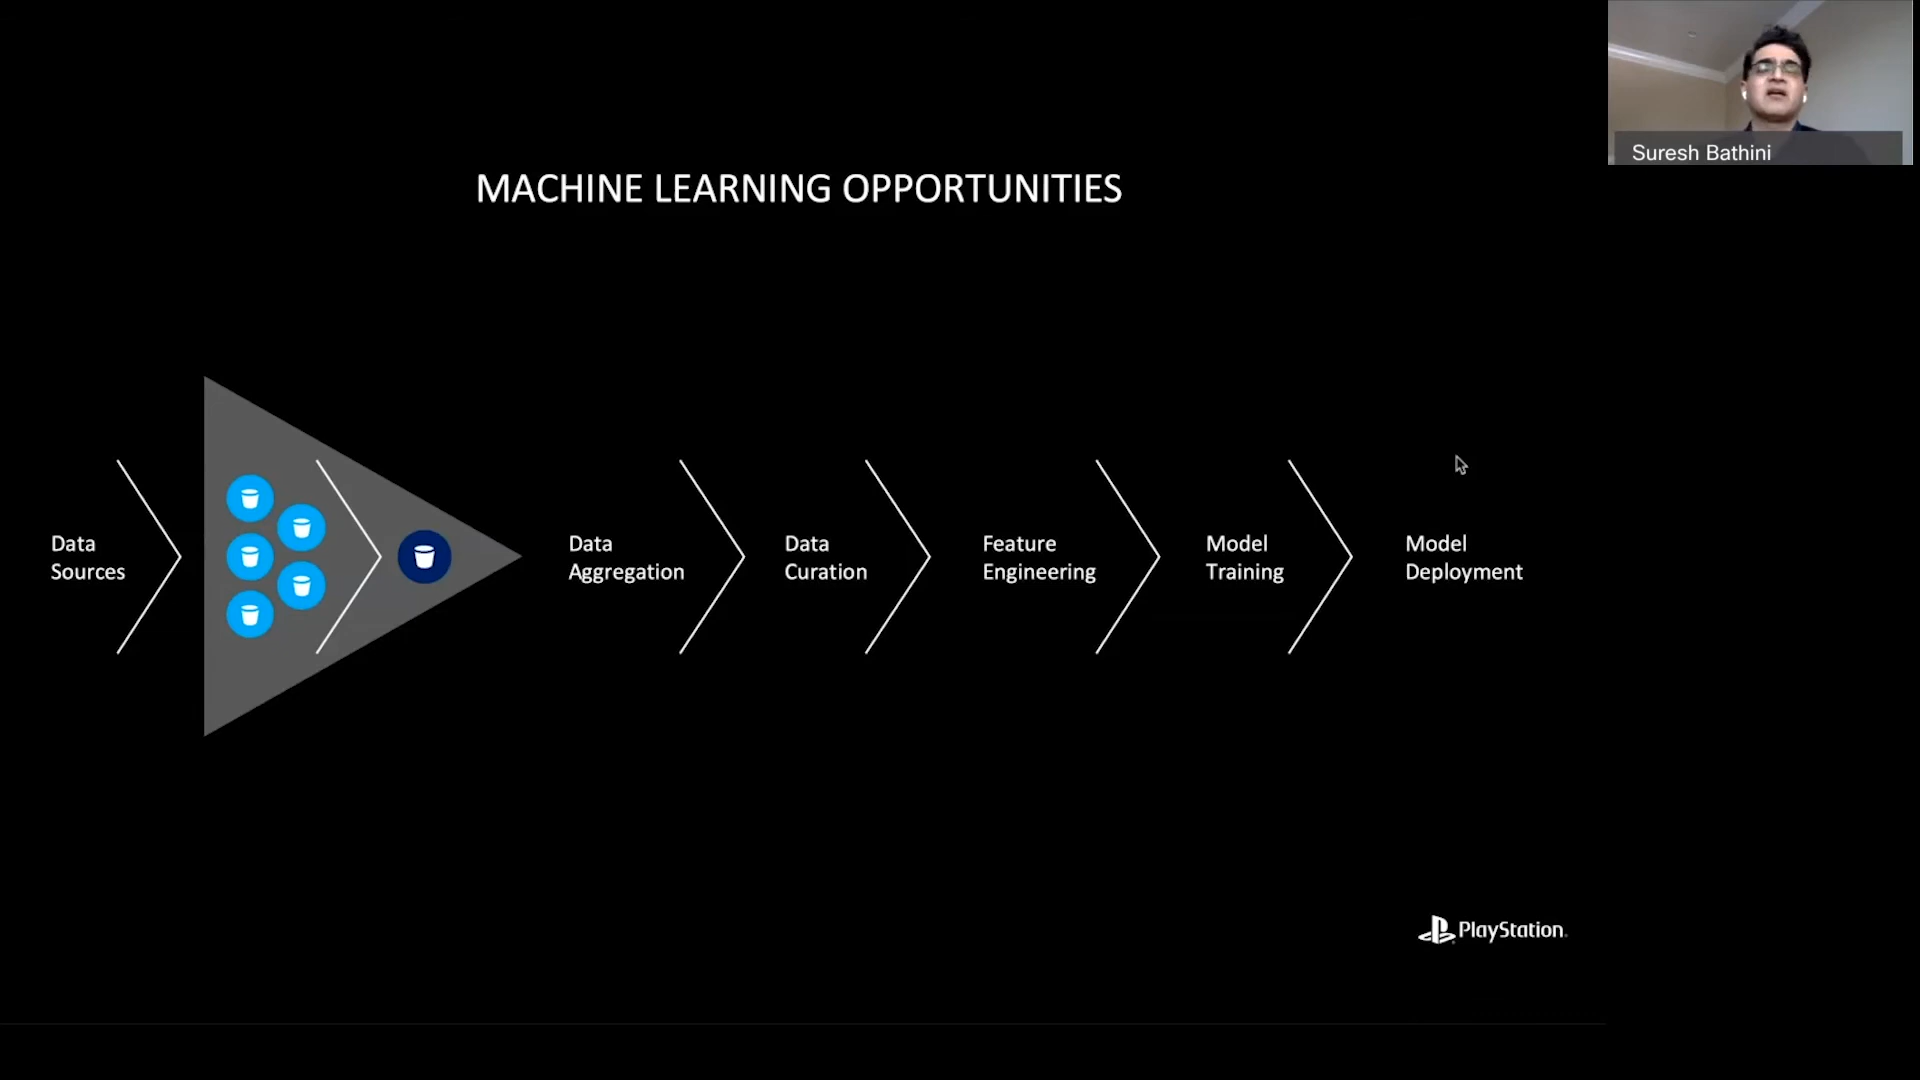 Suresh Bathini
MACHINE LEARNING OPPORTUNITIES
Data
Sources
Data
Aggregation
Data
Curation
Feature
Engineering
Model
Training
Model
Deployment
PlayStation